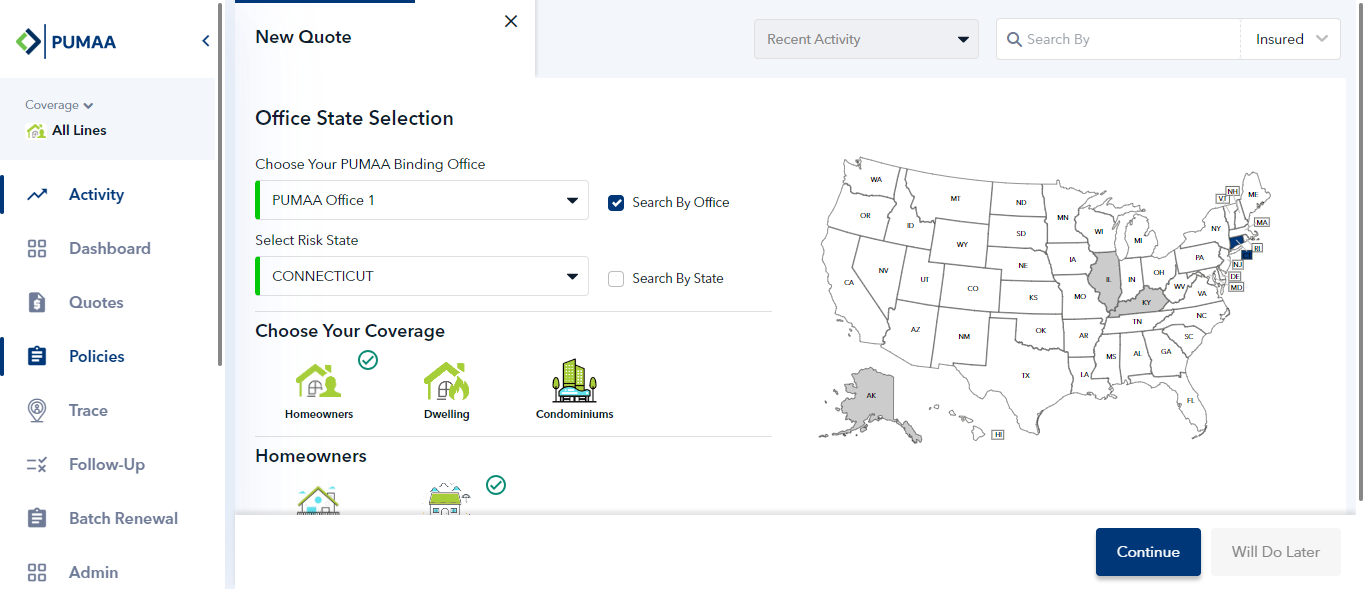 PUMAA
New Quote
Recent Activity
Search By
Insured
Coverage
All Lines
Activity
Dashboard
Quotes
Policies
Trace
Follow-Up
Batch Renewal
Admin
Office State Selection
Choose Your PUMAA Binding Office
PUMAA Office 1
Search By Office
Select Risk State
CONNECTICUT
Search By State
Choose Your Coverage
Homeowners
Dwelling
Condominiums
Homeowners
WA
MT
ND
MN
OR
ID
SD
WI
MI
NY
VT
NH
ME
MA
RI
WY
NE
IA
PA
NJ
NV
UT
CO
IL
IN
OH
DE
MD
CA
KS
MO
KY
WV
VA
AZ
NM
OK
AR
TN
NC
SC
TX
LA
MS
AL
GA
FL
AK
HI
Continue
Will Do Later